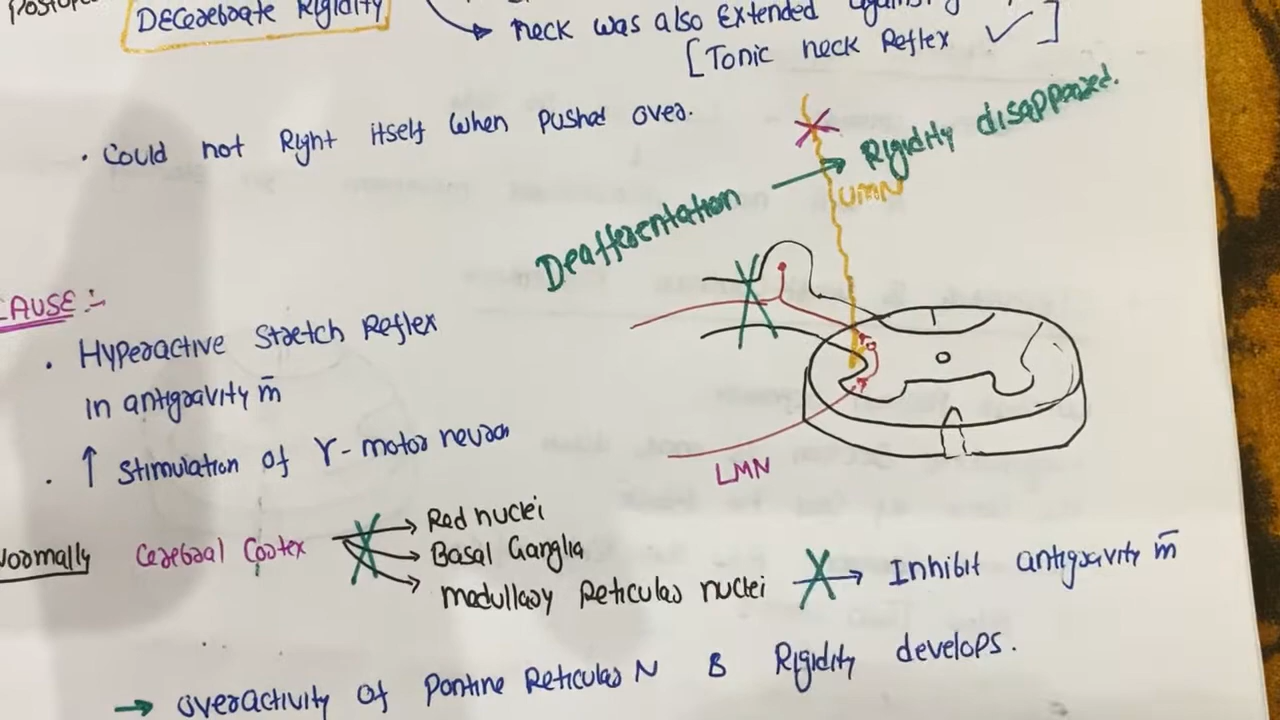 Decerebrate Rigidity
neck was also Extended
[Tonic neck Reflex ✓]
• Could not Right itself when pushed over.
Deafferentation → Rigidity disappeared.
UMN
CAUSE :-
• Hyperactive Stretch Reflex
in antigravity m̄
• ↑ Stimulation of γ-motor neuron
LMN
Normally Cerebral Cortex → Red nuclei
→ Basal Ganglia
→ medullary Reticular nuclei → Inhibit antigravity m̄
→ overactivity of Pontine Reticular N & Rigidity develops.